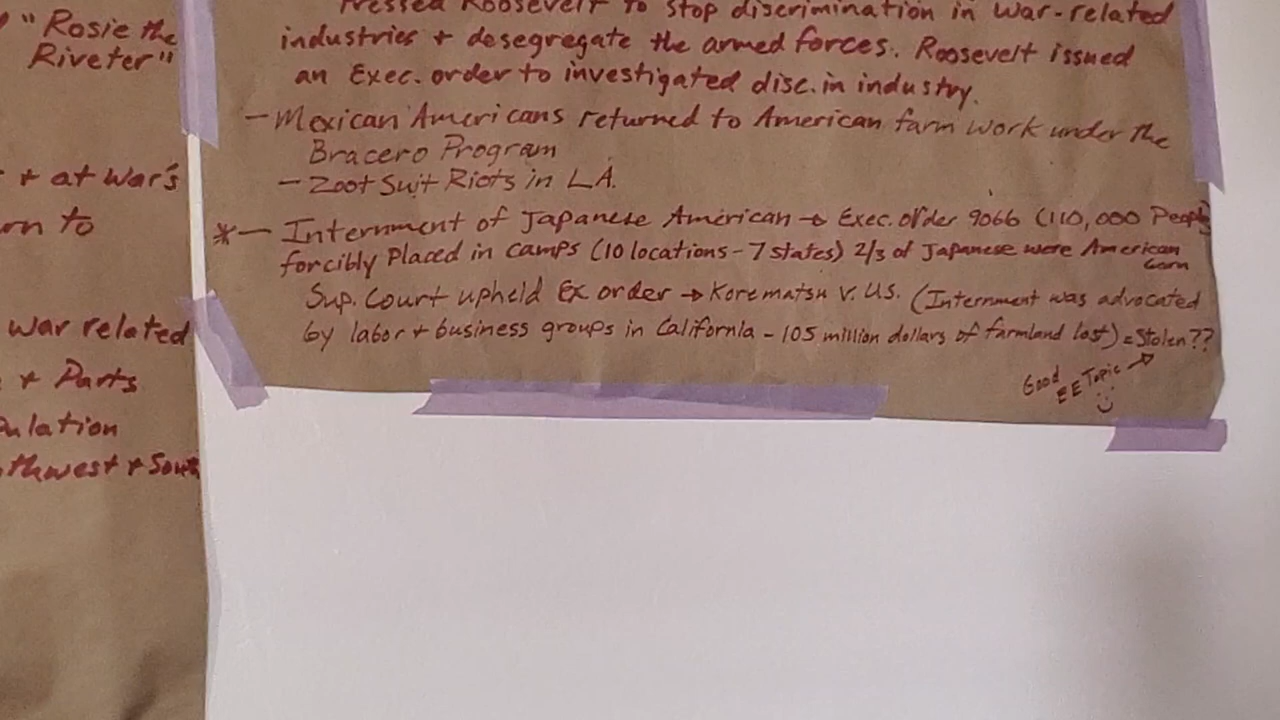 "Rosie the
Riveter"
+ at War's
to
war related
+ Parts
+ South
Pressed Roosevelt to stop discrimination in war-related
industries + desegregate the armed forces. Roosevelt issued
an Exec. order to investigated disc. in industry.
- Mexican Americans returned to American farm work under the
Bracero Program
- Zoot Suit Riots in L.A.
*- Internment of Japanese American → Exec. order 9066 (110,000 People
forcibly Placed in camps (10 locations - 7 states) 2/3 of Japanese were American
born
Sup. Court upheld Ex order → Korematsu V. U.S. (Internment was advocated
by labor + business groups in California - 105 million dollars of farmland lost) = Stolen??
Good
EE Topic →